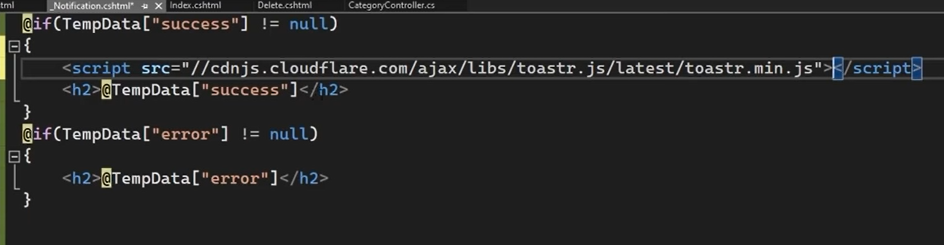 tml _Notification.cshtml* Index.cshtml Delete.cshtml CategoryController.cs
@if(TempData["success"] != null)
{
<script src="//cdnjs.cloudflare.com/ajax/libs/toastr.js/latest/toastr.min.js"></script>
<h2>@TempData["success"]</h2>
}
@if(TempData["error"] != null)
{
<h2>@TempData["error"]</h2>
}